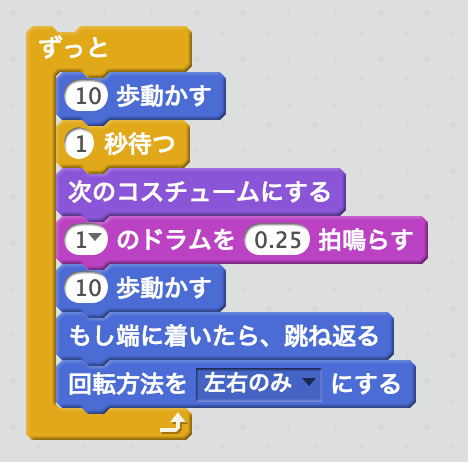 ずっと
10 歩動かす
1 秒待つ
次のコスチュームにする
1 のドラムを 0.25 拍鳴らす
10 歩動かす
もし端に着いたら、跳ね返る
回転方法を 左右のみ にする